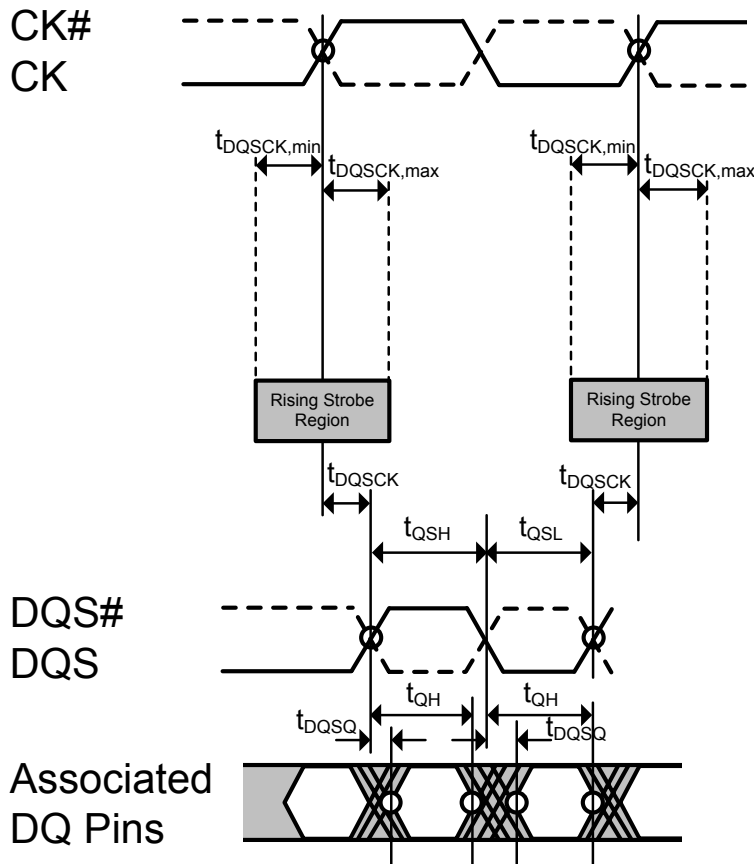 CK#
CK
tDQSCK,min
tDQSCK,max
tDQSCK,min
tDQSCK,max
Rising Strobe
Region
Rising Strobe
Region
tDQSCK
tDQSCK
tQSH
tQSL
DQS#
DQS
tQH
tQH
tDQSQ
tDQSQ
Associated
DQ Pins